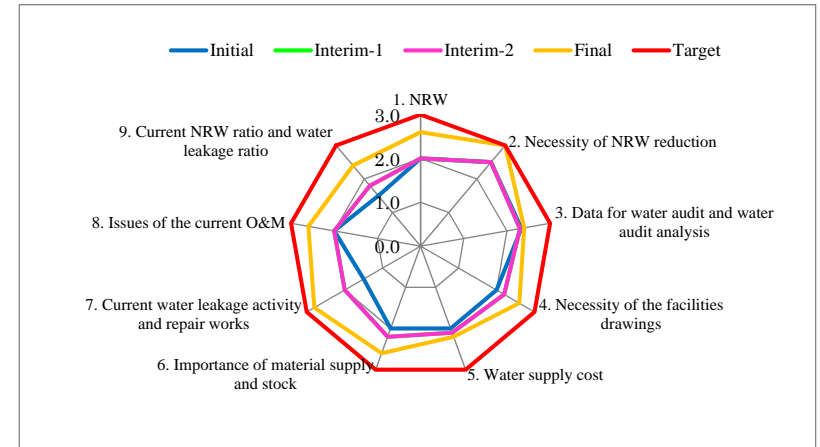 Initial Interim-1 Interim-2 Final Target
1. NRW
3.0
2.0
1.0
0.0
2. Necessity of NRW reduction
3. Data for water audit and water
audit analysis
4. Necessity of the facilities
drawings
5. Water supply cost
6. Importance of material supply
and stock
7. Current water leakage activity
and repair works
8. Issues of the current O&M
9. Current NRW ratio and water
leakage ratio